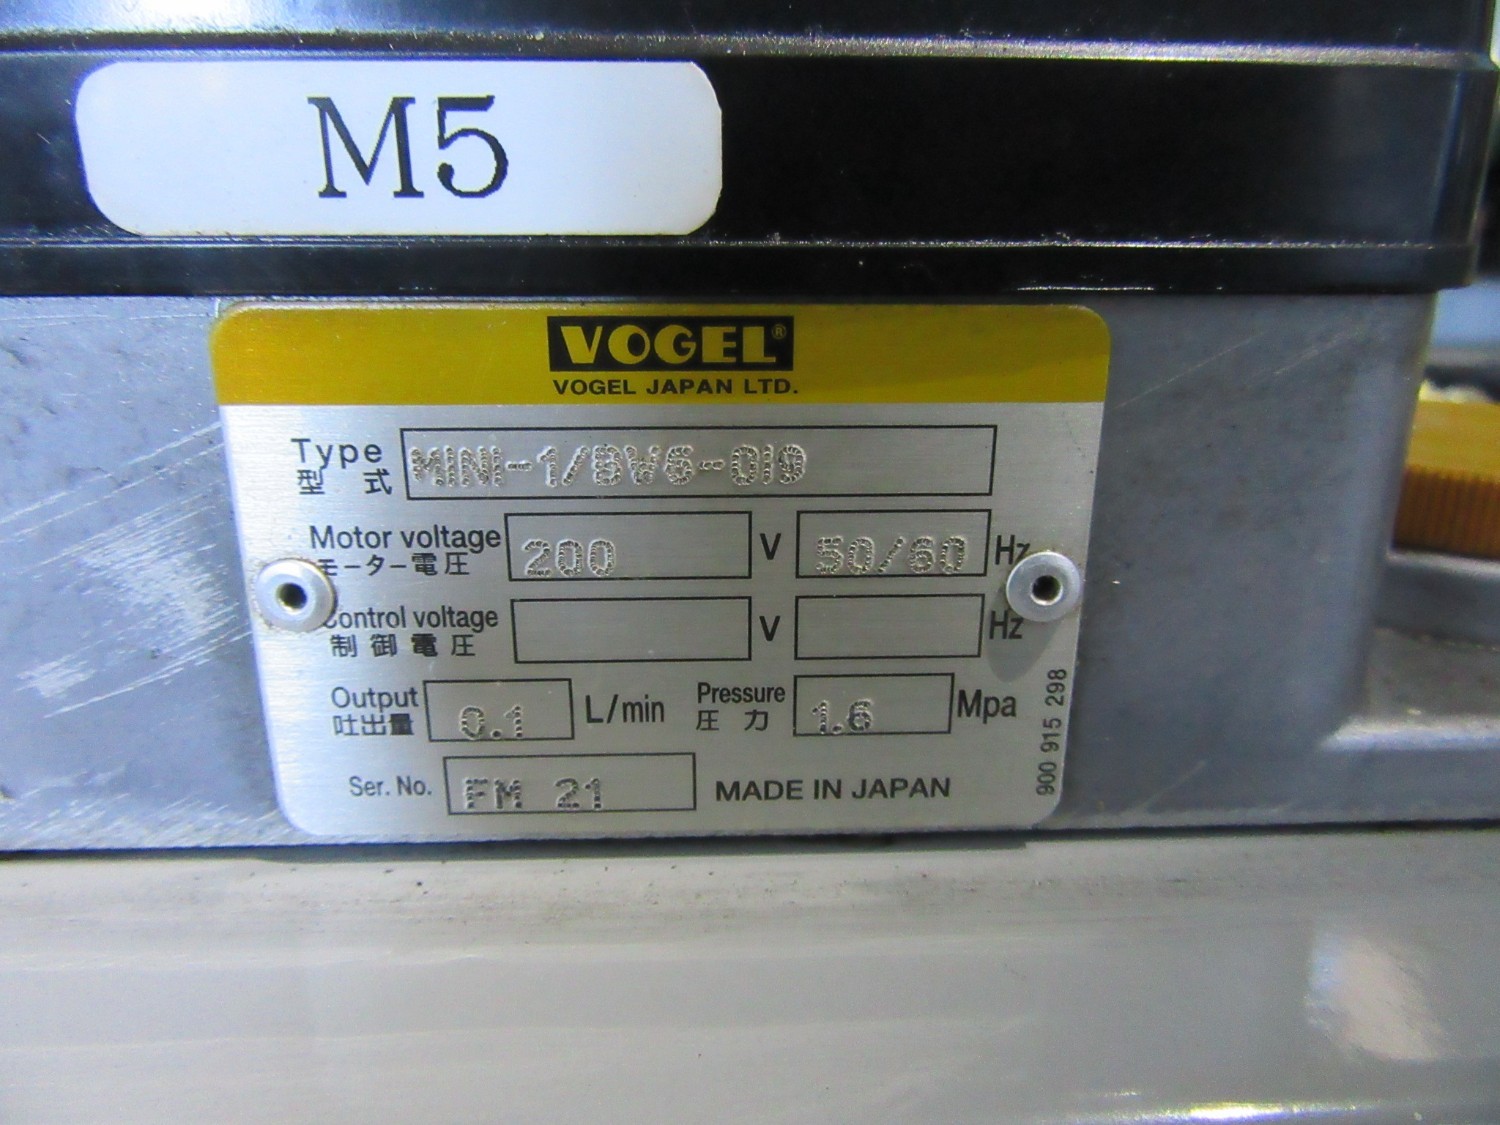 M5
VOGEL®
VOGEL JAPAN LTD.
Type MINI-1/BW6-0I9
型 式
Motor voltage 200 V 50/60 Hz
モーター電圧
Control voltage V Hz
制御電圧
Output 0.1 L/min Pressure 1.6 Mpa
吐出量 圧 力
Ser. No. FM 21 MADE IN JAPAN
900 915 298